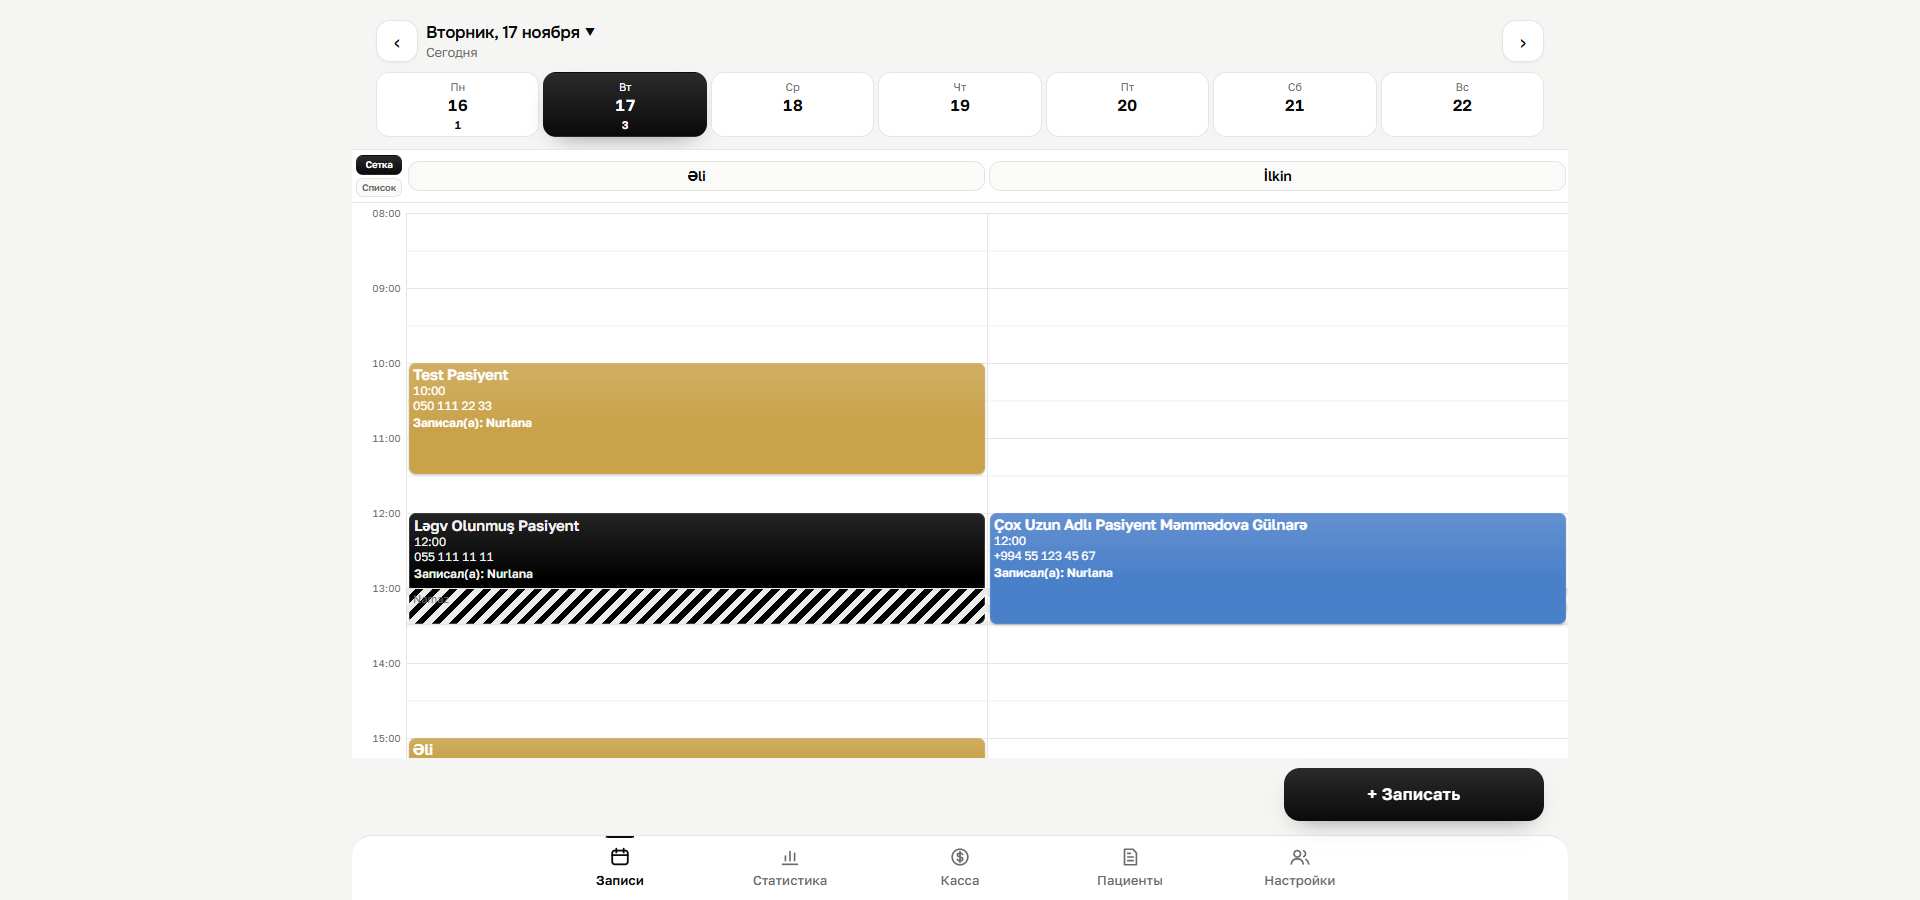 ‹
Вторник, 17 ноября ▼
Сегодня
›
Пн
16
1
Вт
17
3
Ср
18
Чт
19
Пт
20
Сб
21
Вс
22
Сетка
Список
Əli
İlkin
08:00
09:00
10:00
Test Pasiyent
10:00
050 111 22 33
Записал(а): Nurlana
11:00
12:00
Ləgv Olunmuş Pasiyent
12:00
055 111 11 11
Записал(а): Nurlana
Çox Uzun Adlı Pasiyent Məmmədova Gülnarə
12:00
+994 55 123 45 67
Записал(а): Nurlana
13:00
14:00
15:00
Əli
+ Записать
Записи
Статистика
Касса
Пациенты
Настройки